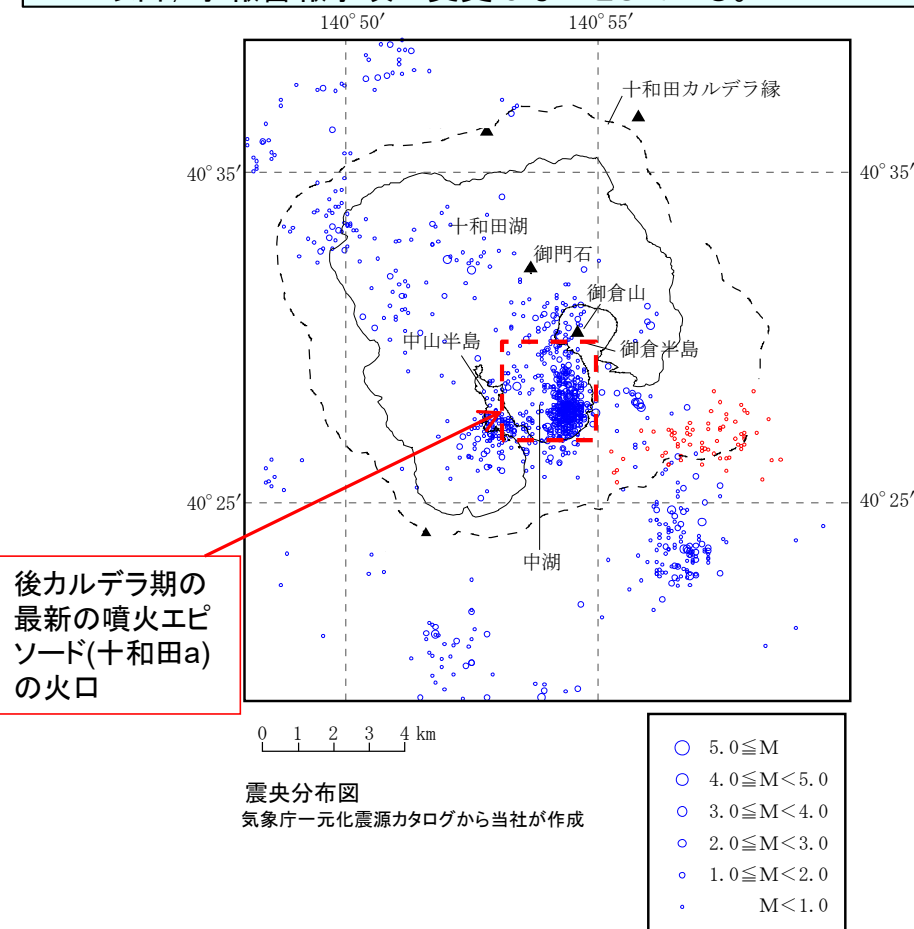 140°50′ 140°55′
十和田カルデラ縁
40°35′ 40°35′
十和田湖
御門石
御倉山
中山半島
御倉半島
40°25′ 40°25′
中湖
後カルデラ期の
最新の噴火エピ
ソード(十和田a)
の火口
0 1 2 3 4 km
震央分布図
気象庁一元化震源カタログから当社が作成
5.0≦M
4.0≦M<5.0
3.0≦M<4.0
2.0≦M<3.0
1.0≦M<2.0
M<1.0